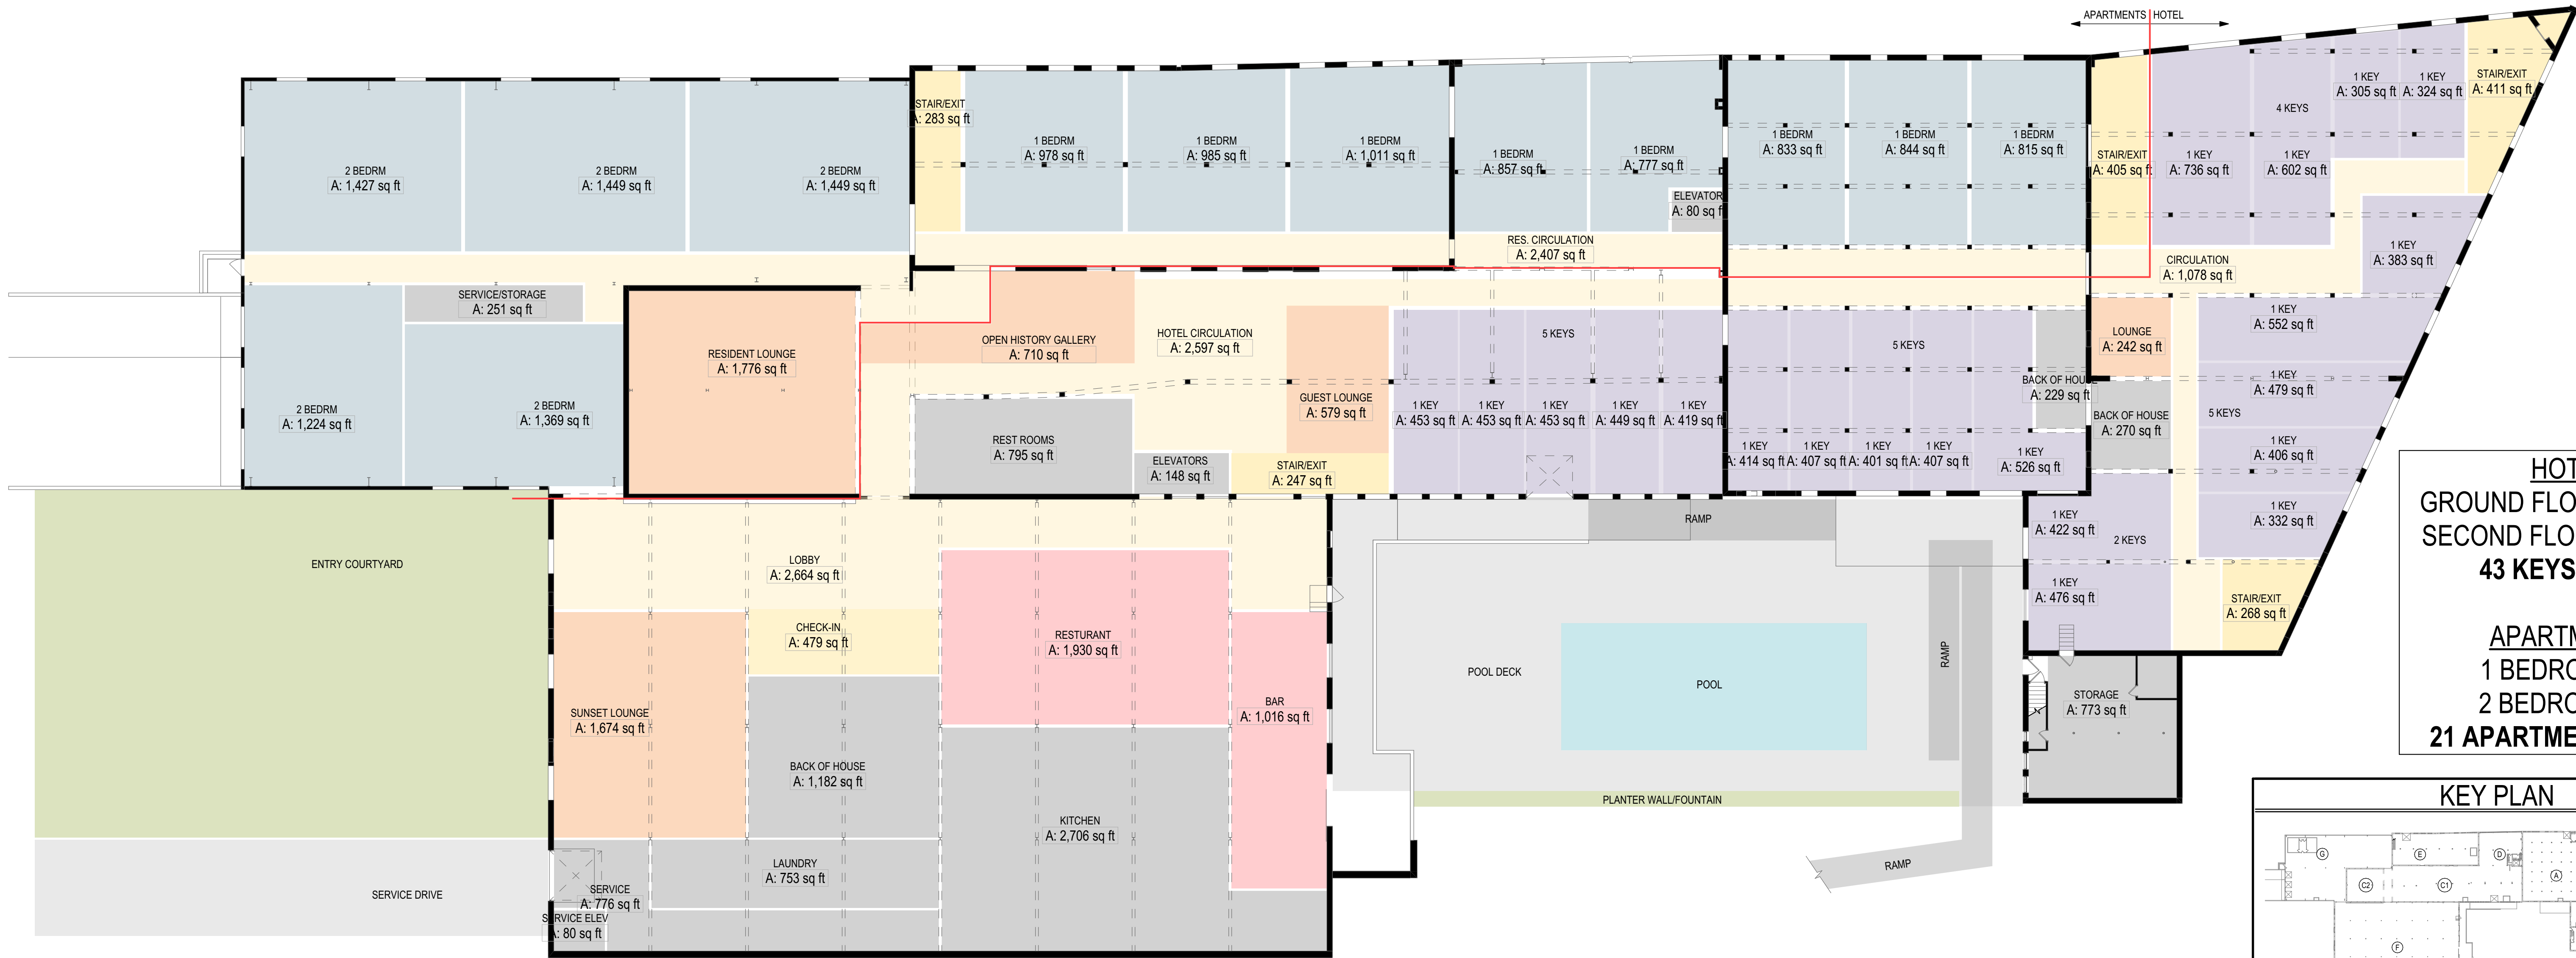 APARTMENTS HOTEL
2 BEDRM
A: 1,427 sq ft
2 BEDRM
A: 1,449 sq ft
2 BEDRM
A: 1,449 sq ft
STAIR/EXIT
A: 283 sq ft
1 BEDRM
A: 978 sq ft
1 BEDRM
A: 985 sq ft
1 BEDRM
A: 1,011 sq ft
1 BEDRM
A: 857 sq ft
1 BEDRM
A: 777 sq ft
ELEVATOR
A: 80 sq ft
1 BEDRM
A: 833 sq ft
1 BEDRM
A: 844 sq ft
1 BEDRM
A: 815 sq ft
STAIR/EXIT
A: 405 sq ft
1 KEY
A: 736 sq ft
4 KEYS
1 KEY
A: 602 sq ft
1 KEY
A: 305 sq ft
1 KEY
A: 324 sq ft
STAIR/EXIT
A: 411 sq ft
RES. CIRCULATION
A: 2,407 sq ft
1 KEY
A: 383 sq ft
CIRCULATION
A: 1,078 sq ft
SERVICE/STORAGE
A: 251 sq ft
RESIDENT LOUNGE
A: 1,776 sq ft
OPEN HISTORY GALLERY
A: 710 sq ft
HOTEL CIRCULATION
A: 2,597 sq ft
GUEST LOUNGE
A: 579 sq ft
5 KEYS
1 KEY
A: 453 sq ft
1 KEY
A: 453 sq ft
1 KEY
A: 453 sq ft
1 KEY
A: 449 sq ft
1 KEY
A: 419 sq ft
5 KEYS
1 KEY
A: 414 sq ft
1 KEY
A: 407 sq ft
1 KEY
A: 401 sq ft
1 KEY
A: 407 sq ft
1 KEY
A: 526 sq ft
BACK OF HOUSE
A: 229 sq ft
LOUNGE
A: 242 sq ft
BACK OF HOUSE
A: 270 sq ft
1 KEY
A: 552 sq ft
1 KEY
A: 479 sq ft
5 KEYS
1 KEY
A: 406 sq ft
1 KEY
A: 332 sq ft
2 BEDRM
A: 1,224 sq ft
2 BEDRM
A: 1,369 sq ft
REST ROOMS
A: 795 sq ft
ELEVATORS
A: 148 sq ft
STAIR/EXIT
A: 247 sq ft
1 KEY
A: 422 sq ft
2 KEYS
1 KEY
A: 476 sq ft
STAIR/EXIT
A: 268 sq ft
STORAGE
A: 773 sq ft
ENTRY COURTYARD
LOBBY
A: 2,664 sq ft
CHECK-IN
A: 479 sq ft
RESTURANT
A: 1,930 sq ft
SUNSET LOUNGE
A: 1,674 sq ft
BACK OF HOUSE
A: 1,182 sq ft
BAR
A: 1,016 sq ft
KITCHEN
A: 2,706 sq ft
LAUNDRY
A: 753 sq ft
SERVICE
A: 776 sq ft
SERVICE ELEV
A: 80 sq ft
SERVICE DRIVE
RAMP
POOL DECK
POOL
RAMP
PLANTER WALL/FOUNTAIN
RAMP
HOT
GROUND FLO
SECOND FLO
43 KEYS
APARTM
1 BEDRO
2 BEDRO
21 APARTME
KEY PLAN
G
E
D
C2
C1
A
F